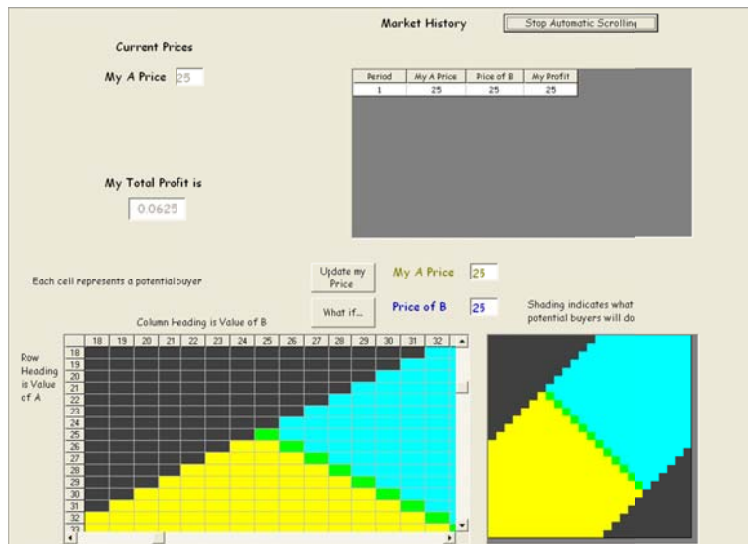 Market History
Stop Automatic Scrolling
Current Prices
My A Price 25
Period My A Price Price of B My Profit
1 25 25 25
My Total Profit is
0.0625
Each cell represents a potential buyer
Update my Price
My A Price 25
What if...
Price of B 25
Shading indicates what
potential buyers will do
Column Heading is Value of B
18 19 20 21 22 23 24 25 26 27 28 29 30 31 32
Row
Heading
is Value
of A
18
19
20
21
22
23
24
25
26
27
28
29
30
31
32
33